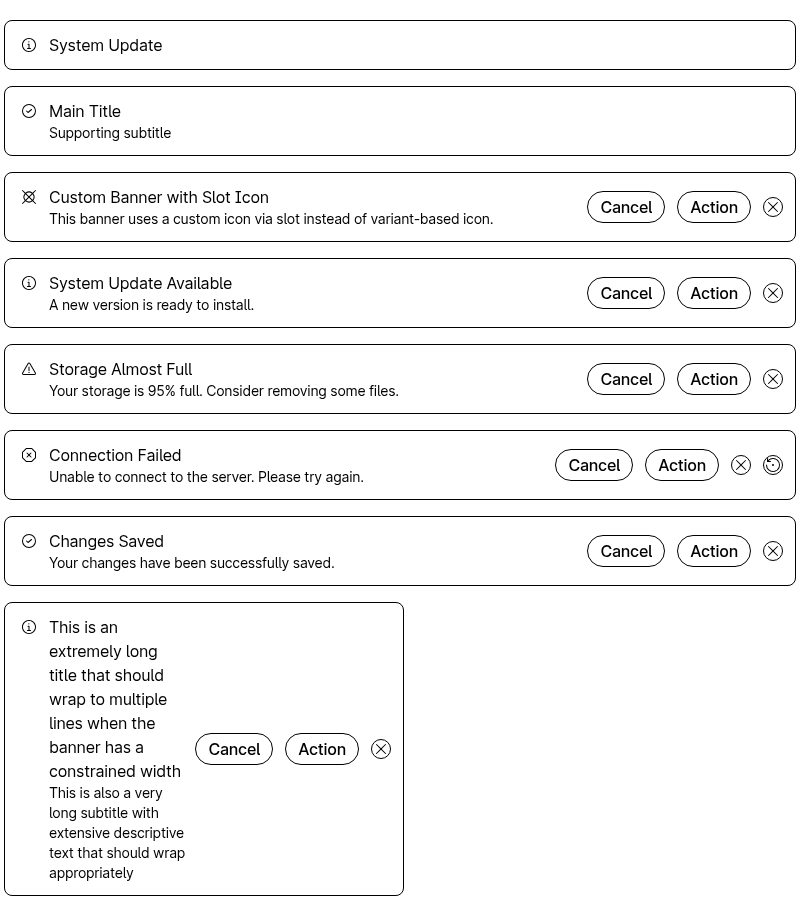 System Update
Main Title
Supporting subtitle
Custom Banner with Slot Icon
This banner uses a custom icon via slot instead of variant-based icon.
Cancel Action
System Update Available
A new version is ready to install.
Cancel Action
Storage Almost Full
Your storage is 95% full. Consider removing some files.
Cancel Action
Connection Failed
Unable to connect to the server. Please try again.
Cancel Action
Changes Saved
Your changes have been successfully saved.
Cancel Action
This is an
extremely long
title that should
wrap to multiple
lines when the
banner has a
constrained width
This is also a very
long subtitle with
extensive descriptive
text that should wrap
appropriately
Cancel Action